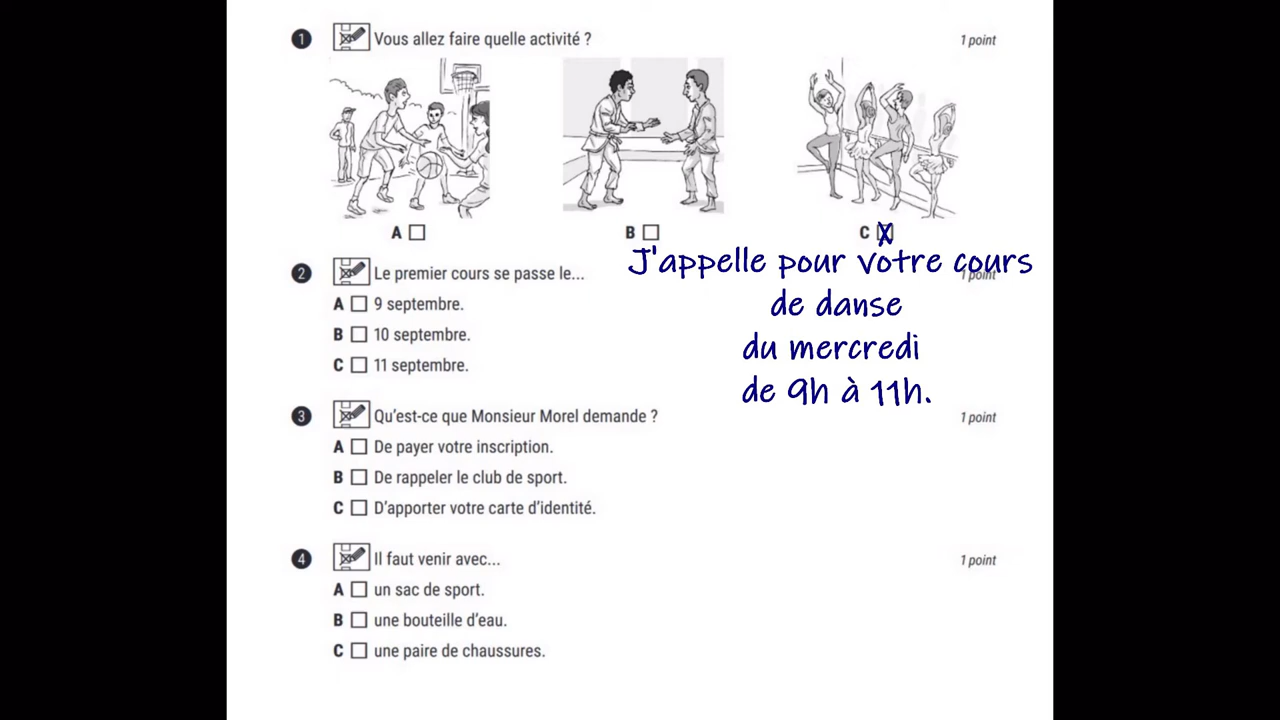 1 Vous allez faire quelle activité ? 1 point
A B C
J'appelle pour votre cours
de danse
du mercredi
de 9h à 11h.
2 Le premier cours se passe le... 1 point
A 9 septembre.
B 10 septembre.
C 11 septembre.
3 Qu'est-ce que Monsieur Morel demande ? 1 point
A De payer votre inscription.
B De rappeler le club de sport.
C D'apporter votre carte d'identité.
4 Il faut venir avec... 1 point
A un sac de sport.
B une bouteille d'eau.
C une paire de chaussures.